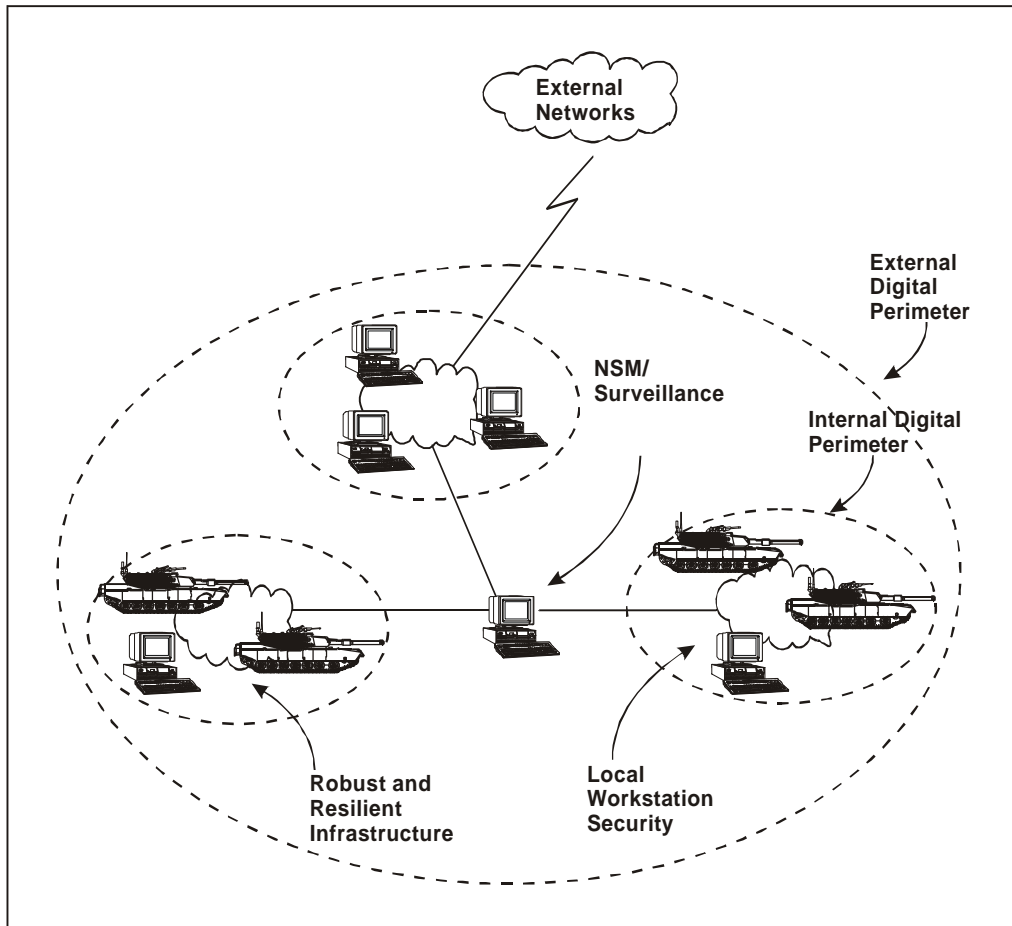 External
Networks
External
Digital
Perimeter
NSM/
Surveillance
Internal Digital
Perimeter
Robust and
Resilient
Infrastructure
Local
Workstation
Security